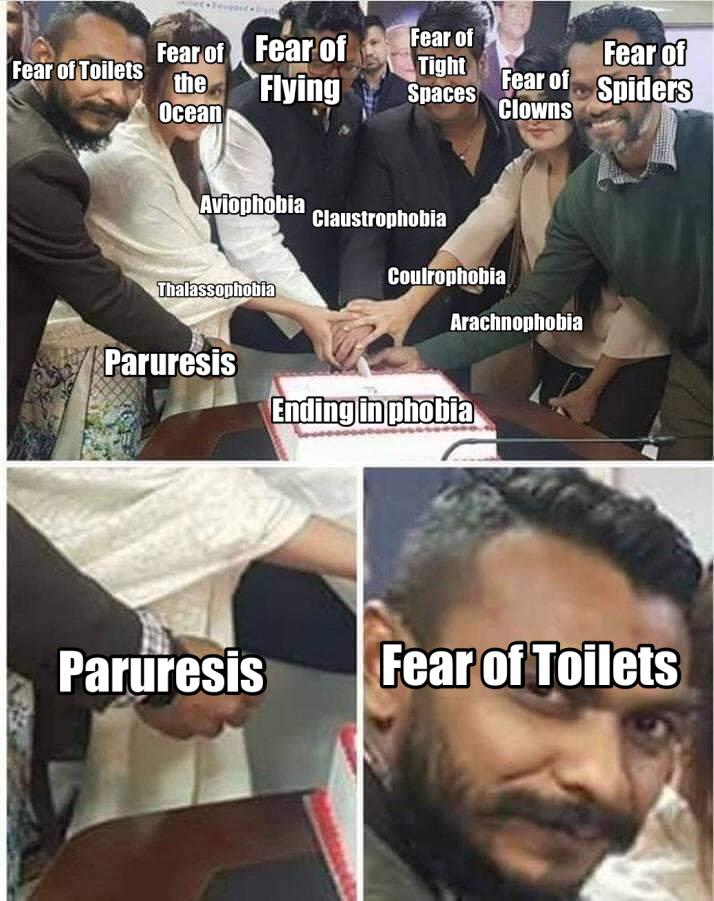 Fear of Toilets
Fear of
the
Ocean
Fear of
Flying
Fear of
Tight
Spaces
Fear of
Clowns
Fear of
Spiders
Aviophobia
Claustrophobia
Thalassophobia
Coulrophobia
Arachnophobia
Paruresis
Ending in phobia
Paruresis
Fear of Toilets